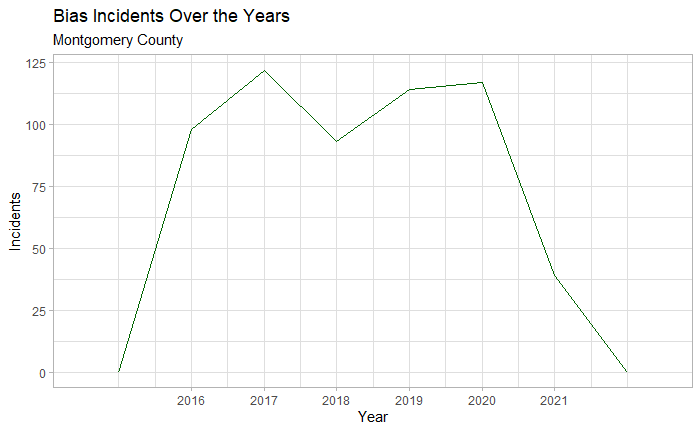 Bias Incidents Over the Years
Montgomery County
125
100
75
50
25
0
Incidents
2016 2017 2018 2019 2020 2021
Year